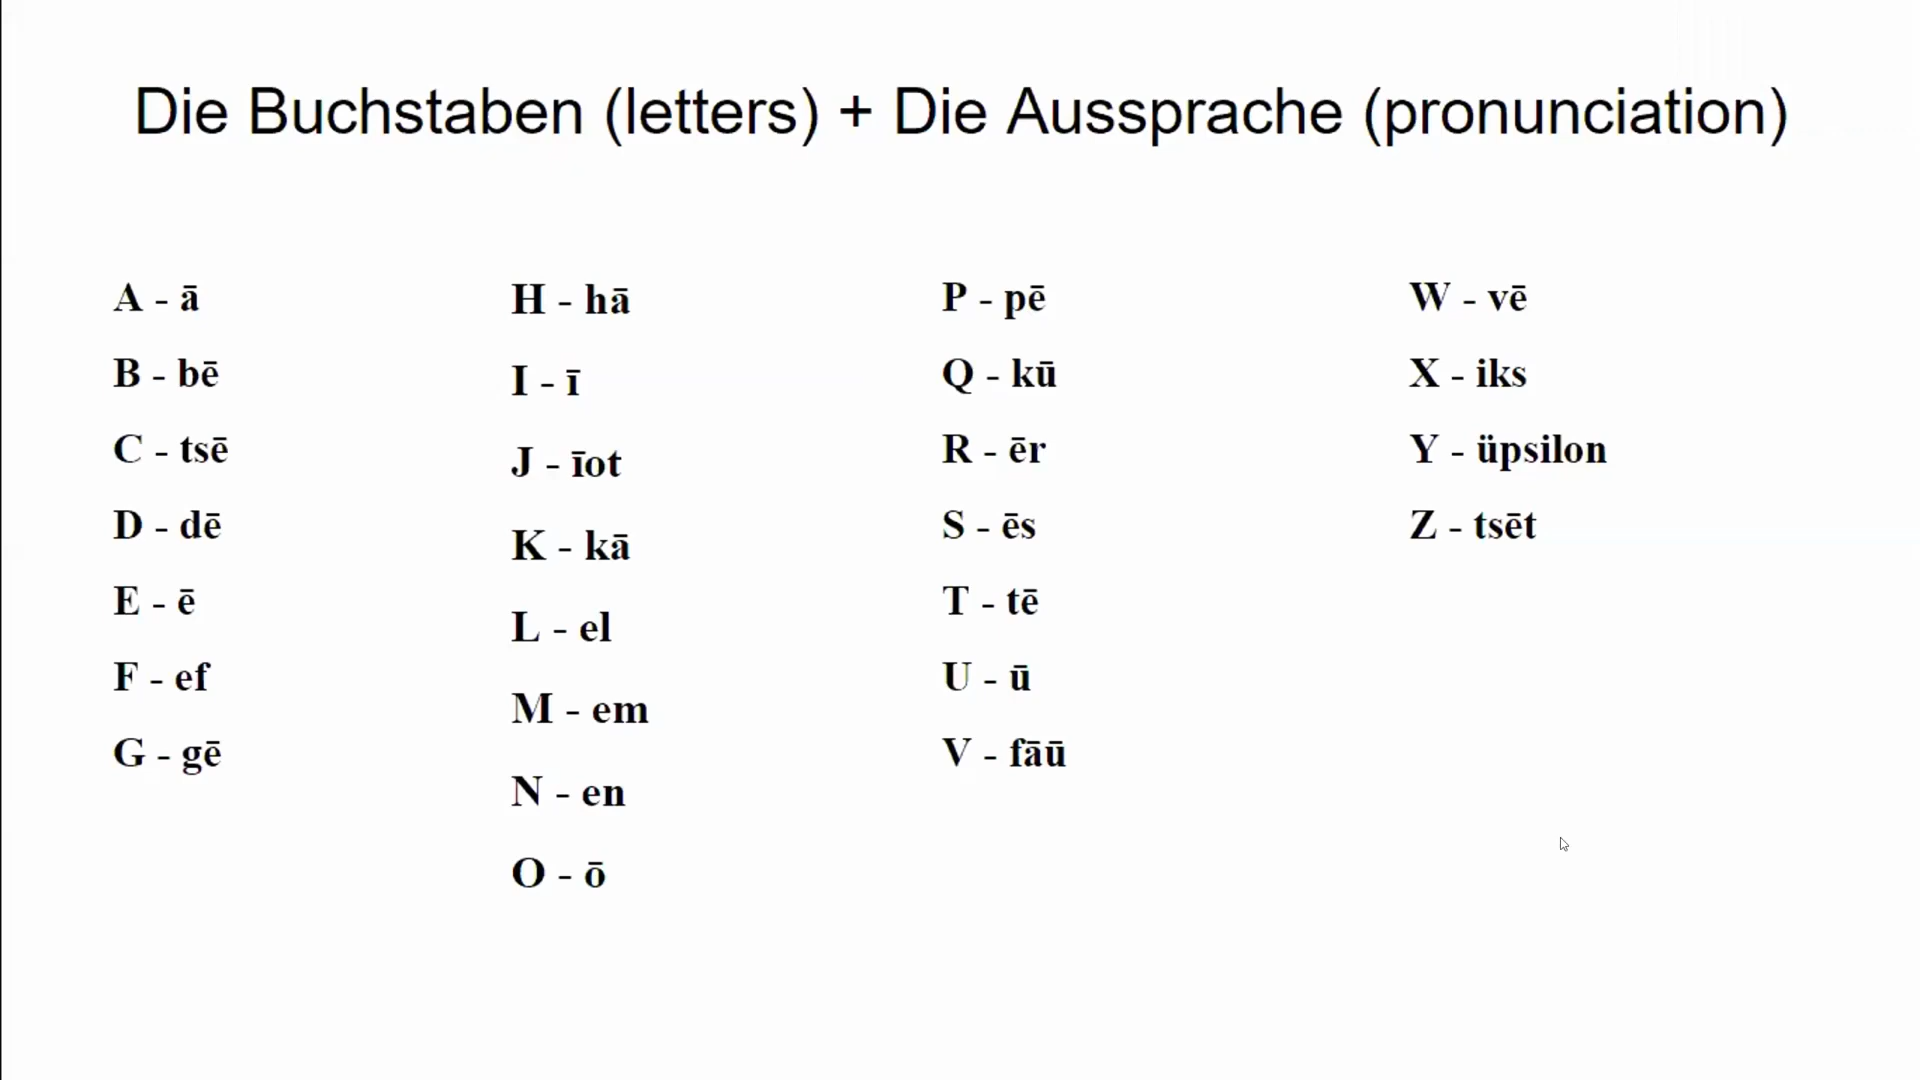 Die Buchstaben (letters) + Die Aussprache (pronunciation)
A - ā
B - bē
C - tsē
D - dē
E - ē
F - ef
G - gē
H - hā
I - ī
J - īot
K - kā
L - el
M - em
N - en
O - ō
P - pē
Q - kū
R - ēr
S - ēs
T - tē
U - ū
V - fāū
W - vē
X - iks
Y - üpsilon
Z - tsēt